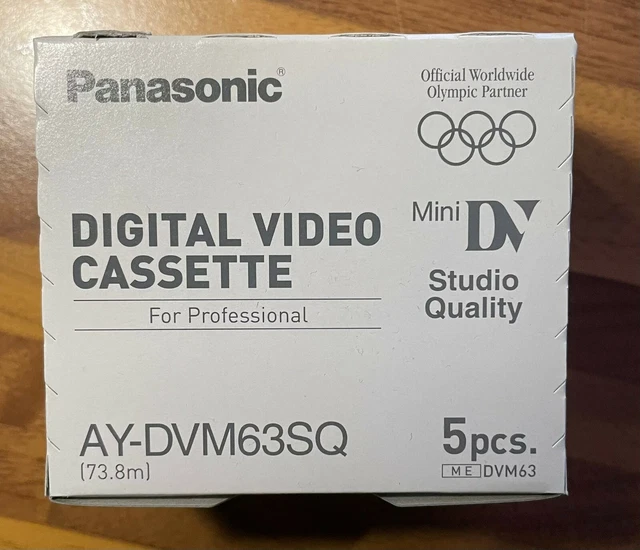 Panasonic®
Official Worldwide
Olympic Partner
Mini DV
DIGITAL VIDEO
CASSETTE
For Professional
Studio
Quality
AY-DVM63SQ
(73.8m)
5pcs.
ME DVM63